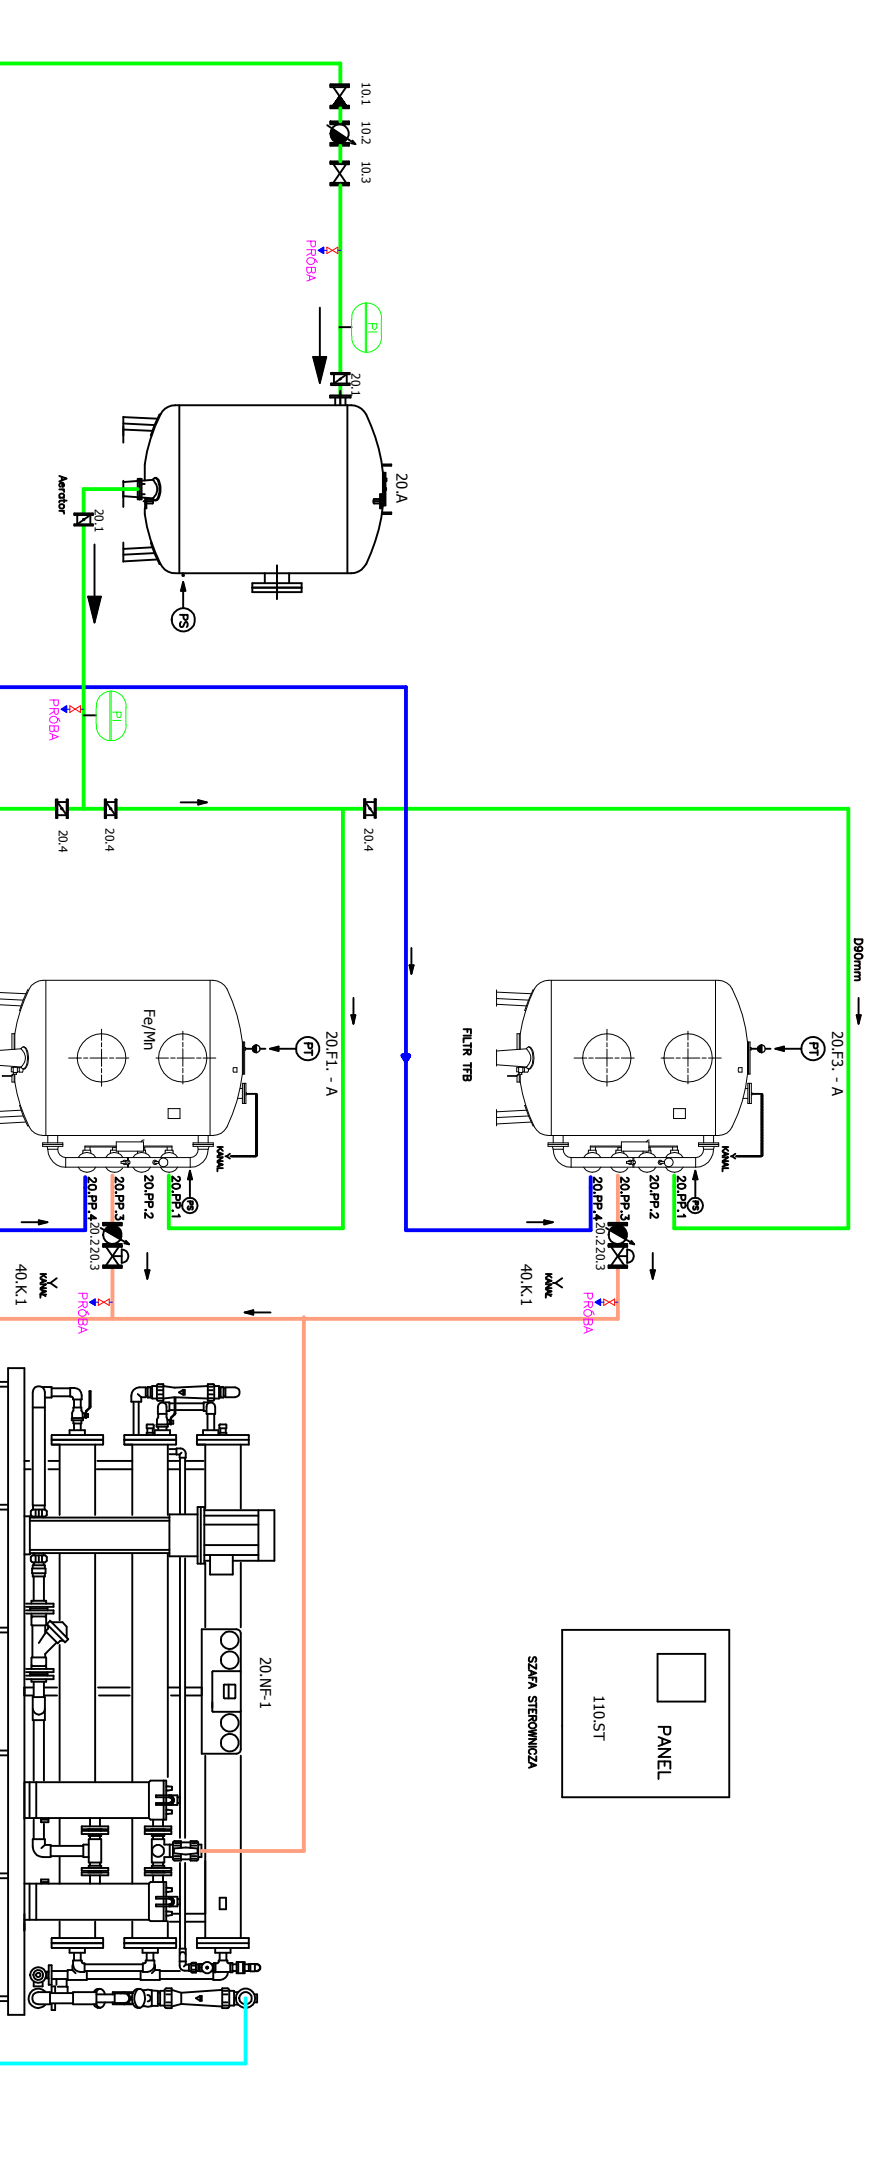 10.1
10.2
10.3
PRÓBA
PI
20.1
20.A
Aerator
20.1
PS
PRÓBA
PI
20.4
20.4
20.4
D90mm
20.F1. - A
PT
Fe/Mn
FILTR TFB
20.F3. - A
PT
KANAŁ
KANAŁ
PS
20.PP.1
20.PP.2
20.PP.3
20.PP.4
20.2
20.3
PS
20.PP.1
20.PP.2
20.PP.3
20.PP.4
20.2
20.3
40.K.1
KANAŁ
PRÓBA
40.K.1
KANAŁ
PRÓBA
20.NF-1
PANEL
110.ST
SZAFA STEROWNICZA